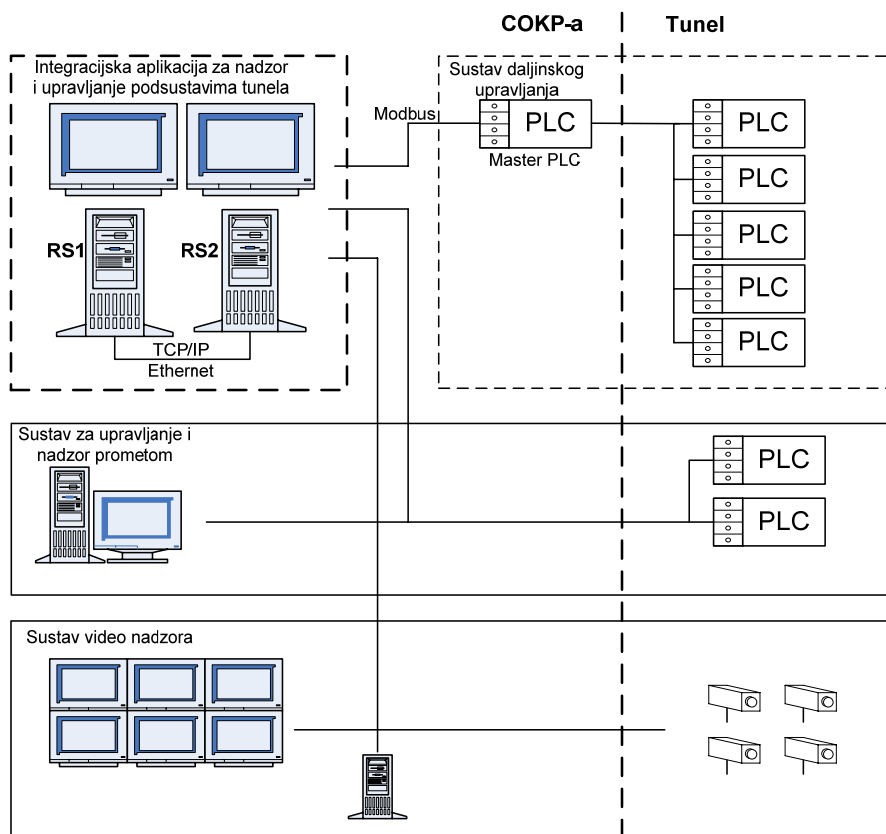 COKP-a
Tunel
Integracijska aplikacija za nadzor
i upravljanje podsustavima tunela
Sustav daljinskog
upravljanja
Modbus
PLC
Master PLC
PLC
PLC
PLC
PLC
PLC
RS1
RS2
TCP/IP
Ethernet
Sustav za upravljanje i
nadzor prometom
PLC
PLC
Sustav video nadzora